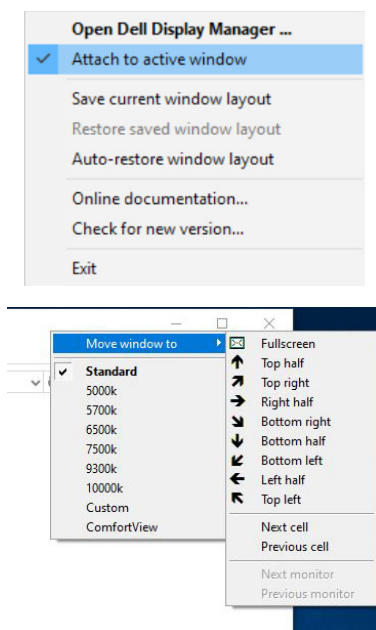 Open Dell Display Manager ...
Attach to active window
Save current window layout
Restore saved window layout
Auto-restore window layout
Online documentation...
Check for new version...
Exit
Move window to
Standard
5000k
5700k
6500k
7500k
9300k
10000k
Custom
ComfortView
Fullscreen
Top half
Top right
Right half
Bottom right
Bottom half
Bottom left
Left half
Top left
Next cell
Previous cell
Next monitor
Previous monitor